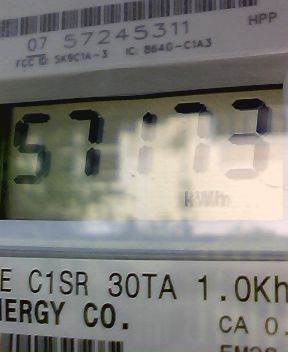 07 57245311
HPP
FCC ID: SK9C1A-3 IC: 864G-C1A3
57173
kWh
E C1SR 30TA 1.0Kh
NERGY CO.
CA 0.